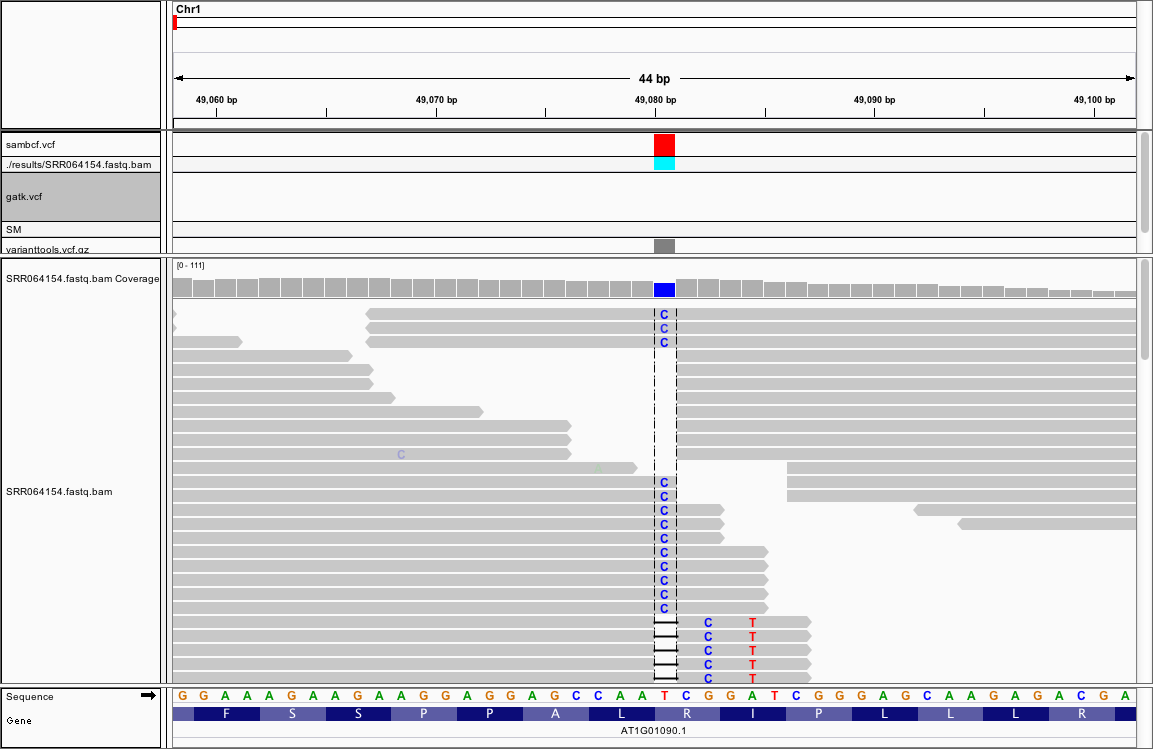 Chr1
44 bp
49,060 bp 49,070 bp 49,080 bp 49,090 bp 49,100 bp
sambcf.vcf
./results/SRR064154.fastq.bam
gatk.vcf
SM
varianttools.vcf.gz
[0 - 111]
SRR064154.fastq.bam Coverage
C
C
C
C
A
C
SRR064154.fastq.bam
C
C
C
C
C
C
C
C
C
C T
C T
C T
C T
C T
Sequence
G G A A A G A A G A A G G A G G A G C C A A T C G G A T C G G G A G C A A G A G A C G A
Gene
F S S P P A L R I P L L L R
AT1G01090.1